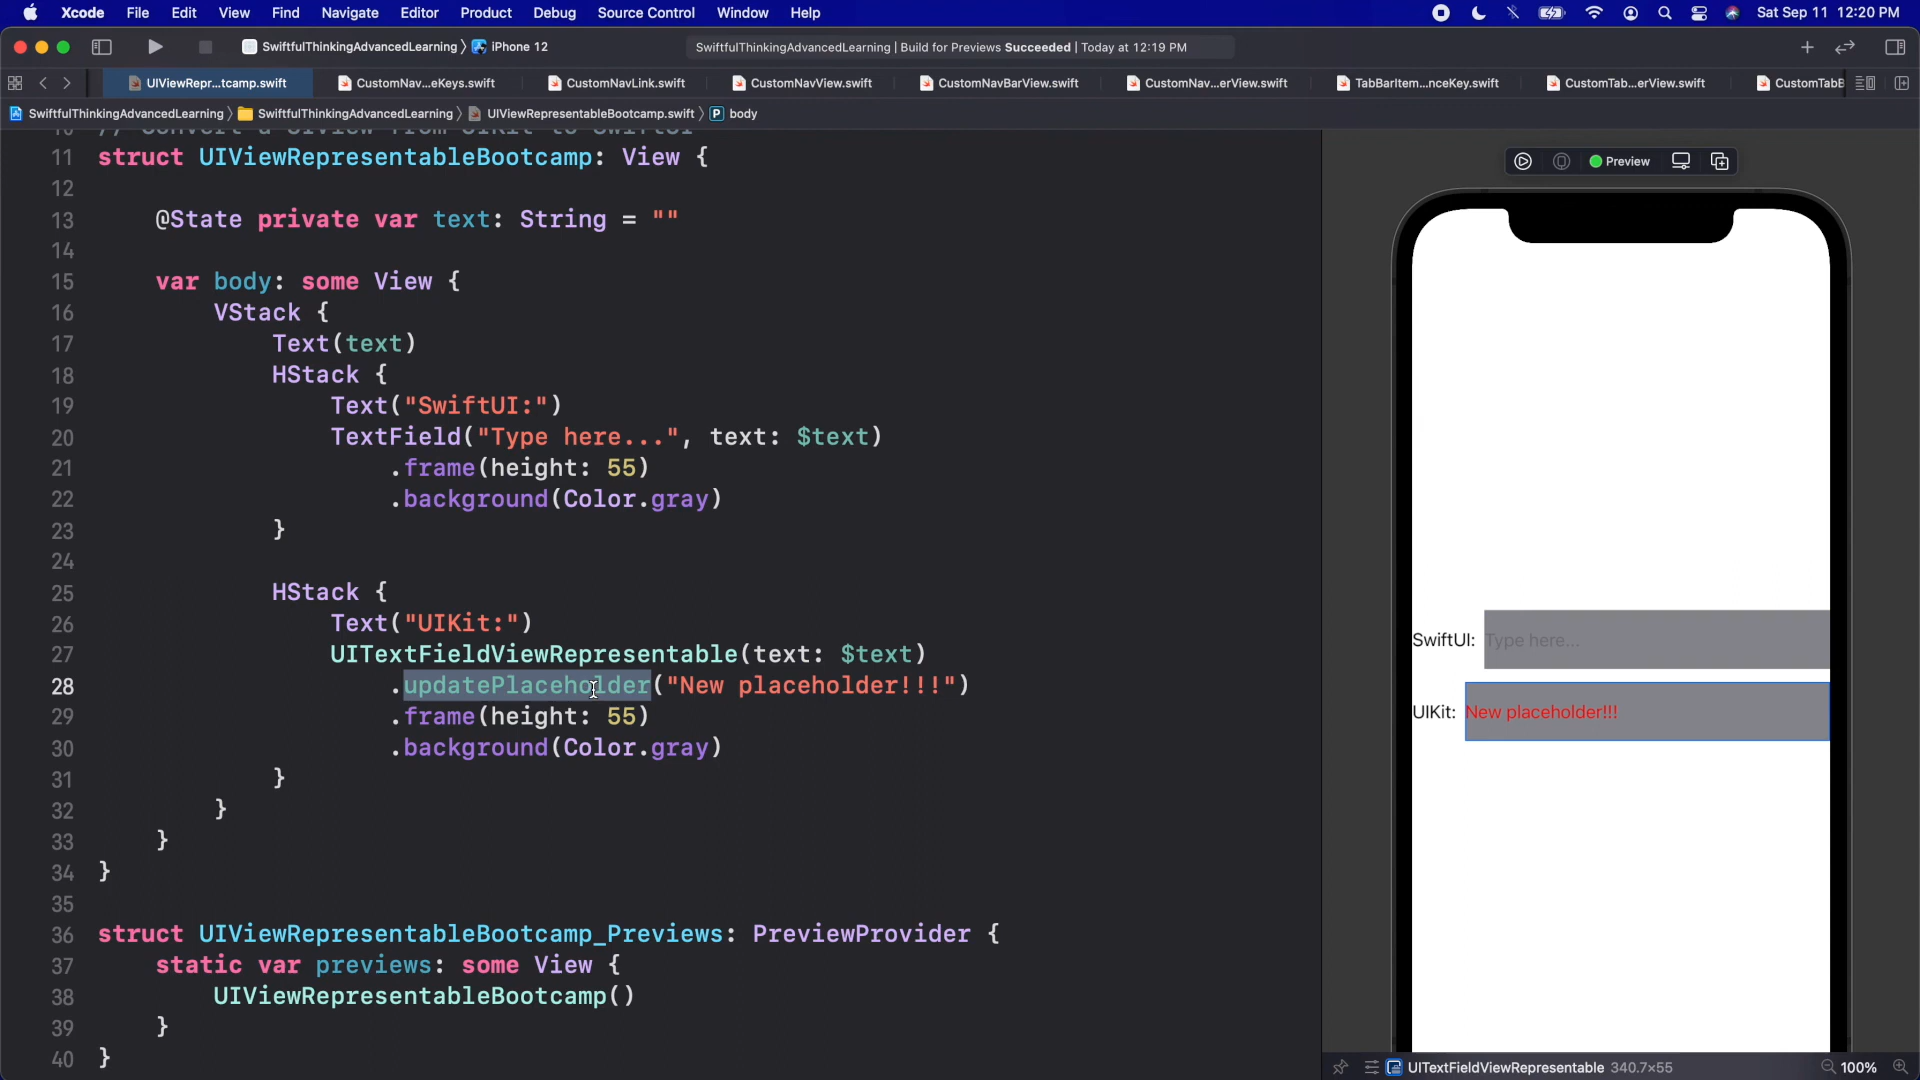 Xcode File Edit View Find Navigate Editor Product Debug Source Control Window Help Sat Sep 11 12:20 PM
SwiftfulThinkingAdvancedLearning 〉 iPhone 12
SwiftfulThinkingAdvancedLearning | Build for Previews Succeeded | Today at 12:19 PM
UIViewRepr...tcamp.swift CustomNav...eKeys.swift CustomNavLink.swift CustomNavView.swift CustomNavBarView.swift CustomNav...erView.swift TabBarItem...nceKey.swift CustomTab...erView.swift CustomTabB
SwiftfulThinkingAdvancedLearning 〉 SwiftfulThinkingAdvancedLearning 〉 UIViewRepresentableBootcamp.swift 〉 P body
10 // Convert a UIView from UIKit to SwiftUI
11 struct UIViewRepresentableBootcamp: View {
12
13 @State private var text: String = ""
14
15 var body: some View {
16 VStack {
17 Text(text)
18 HStack {
19 Text("SwiftUI:")
20 TextField("Type here...", text: $text)
21 .frame(height: 55)
22 .background(Color.gray)
23 }
24
25 HStack {
26 Text("UIKit:")
27 UITextFieldViewRepresentable(text: $text)
28 .updatePlaceholder("New placeholder!!!")
29 .frame(height: 55)
30 .background(Color.gray)
31 }
32 }
33 }
34 }
35
36 struct UIViewRepresentableBootcamp_Previews: PreviewProvider {
37 static var previews: some View {
38 UIViewRepresentableBootcamp()
39 }
40 }
Preview
SwiftUI: Type here...
UIKit: New placeholder!!!
UITextFieldViewRepresentable 340.7×55 100%